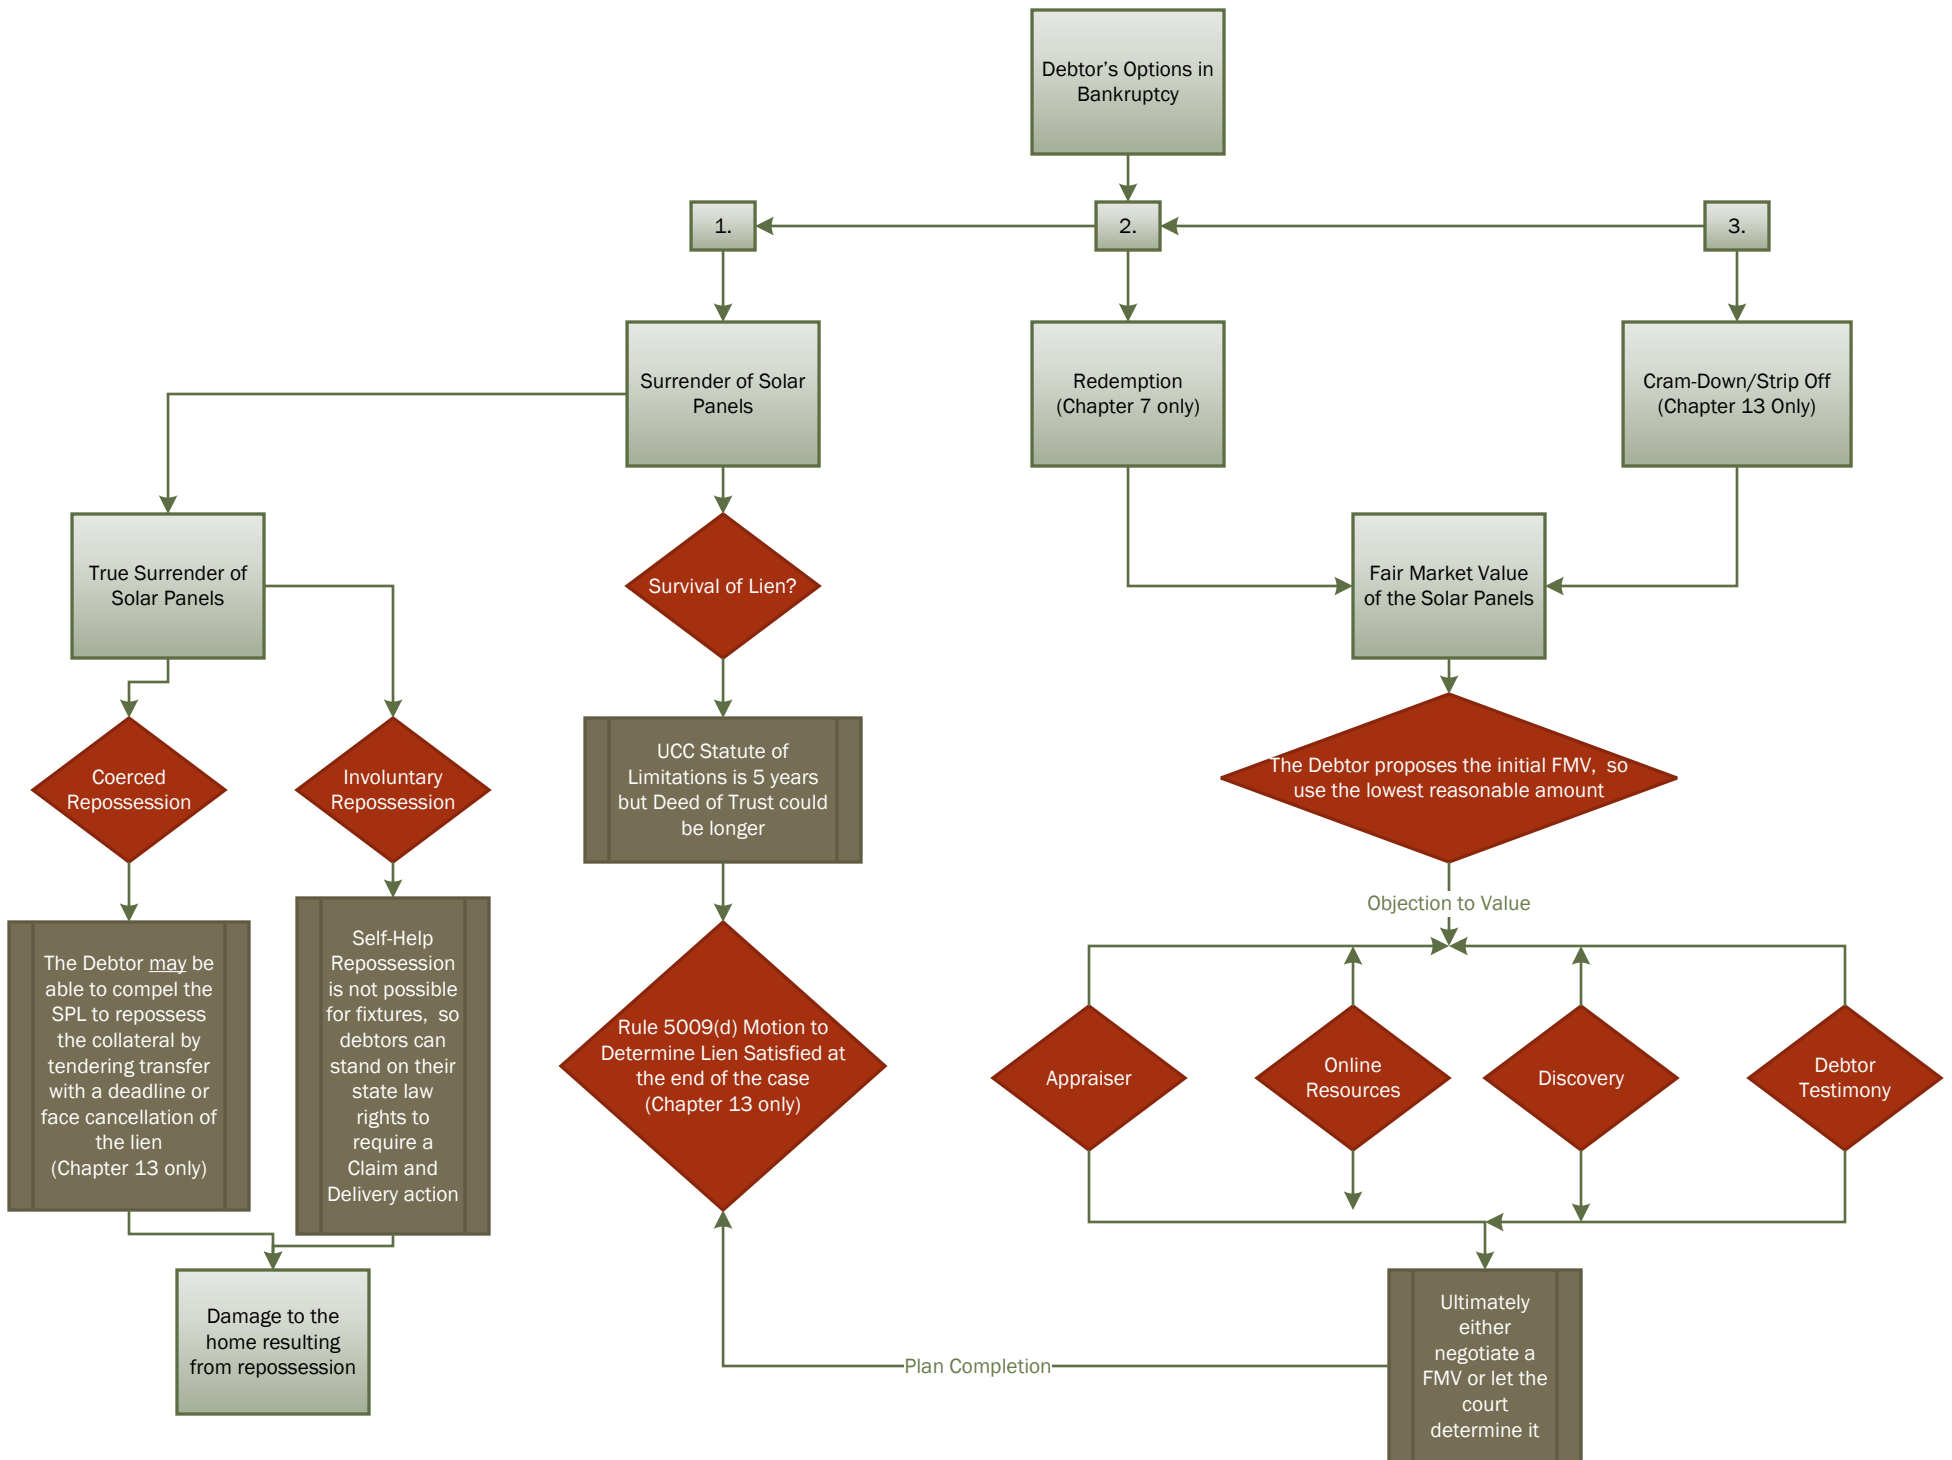 Debtor's Options in
Bankruptcy
1.
2.
3.
Surrender of Solar
Panels
Redemption
(Chapter 7 only)
Cram-Down/Strip Off
(Chapter 13 Only)
True Surrender of
Solar Panels
Survival of Lien?
Fair Market Value
of the Solar Panels
Coerced
Repossession
Involuntary
Repossession
UCC Statute of
Limitations is 5 years
but Deed of Trust could
be longer
The Debtor proposes the initial FMV, so
use the lowest reasonable amount
Objection to Value
The Debtor may be
able to compel the
SPL to repossess
the collateral by
tendering transfer
with a deadline or
face cancellation of
the lien
(Chapter 13 only)
Self-Help
Repossession
is not possible
for fixtures, so
debtors can
stand on their
state law
rights to
require a
Claim and
Delivery action
Rule 5009(d) Motion to
Determine Lien Satisfied at
the end of the case
(Chapter 13 only)
Appraiser
Online
Resources
Discovery
Debtor
Testimony
Damage to the
home resulting
from repossession
Plan Completion
Ultimately
either
negotiate a
FMV or let the
court
determine it